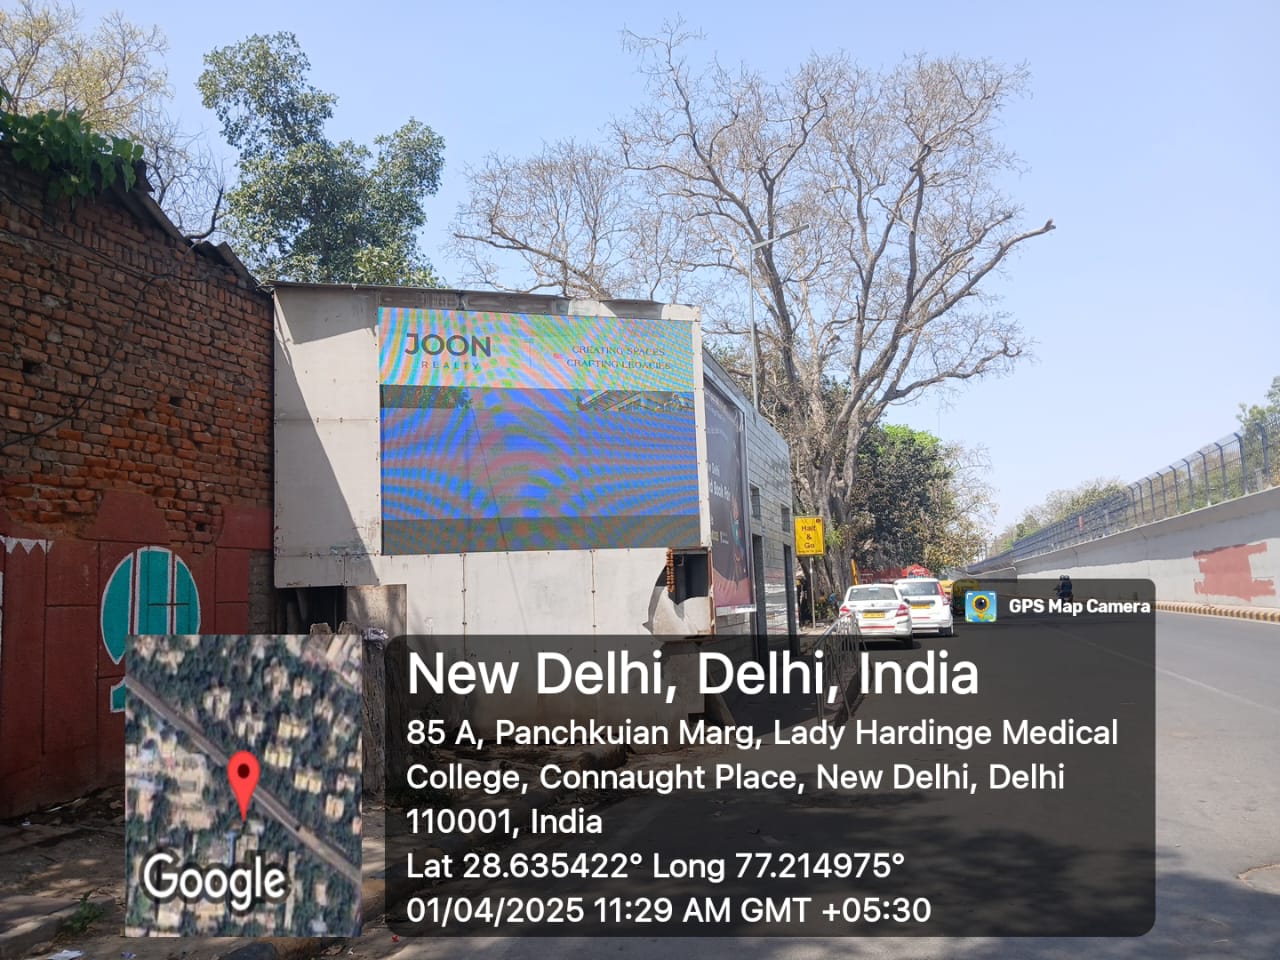 JOON
REALTY
CREATING SPACES
CRAFTING LEGACIES
Halt
&
Go
GPS Map Camera
New Delhi, Delhi, India
85 A, Panchkuian Marg, Lady Hardinge Medical
College, Connaught Place, New Delhi, Delhi
110001, India
Lat 28.635422° Long 77.214975°
01/04/2025 11:29 AM GMT +05:30
Google